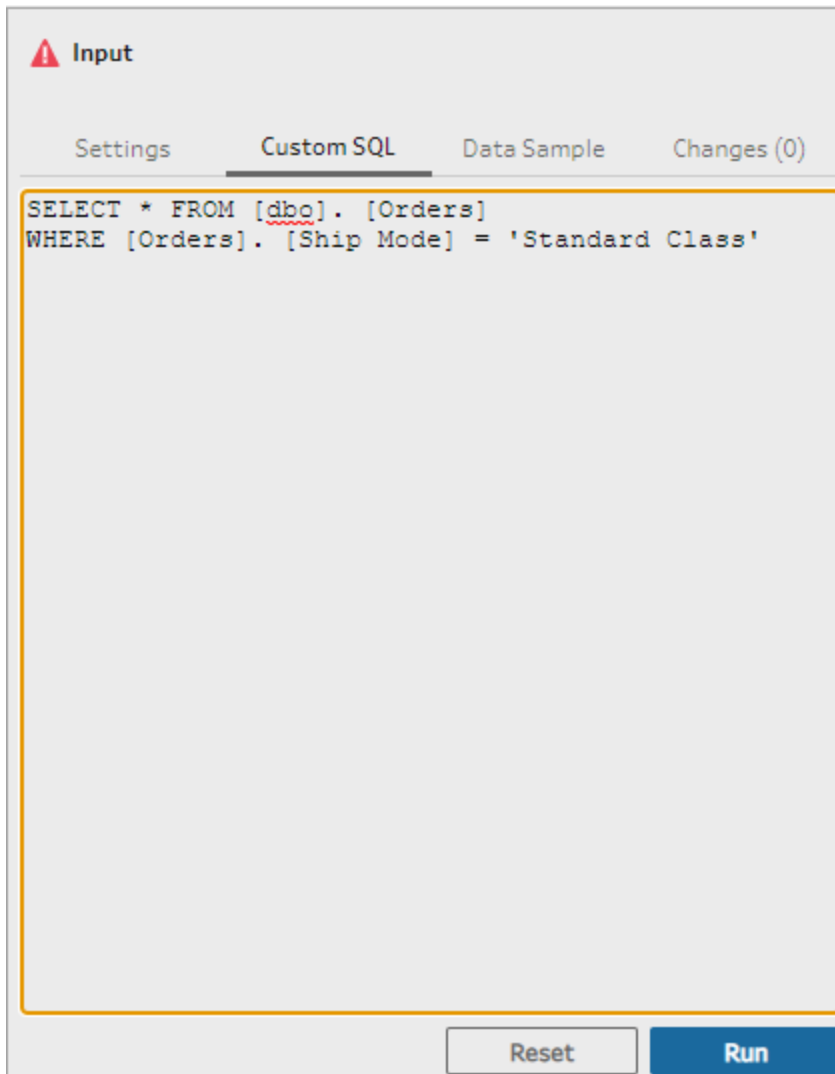 Input
Settings Custom SQL Data Sample Changes (0)
SELECT * FROM [dbo]. [Orders]
WHERE [Orders]. [Ship Mode] = 'Standard Class'
Reset Run